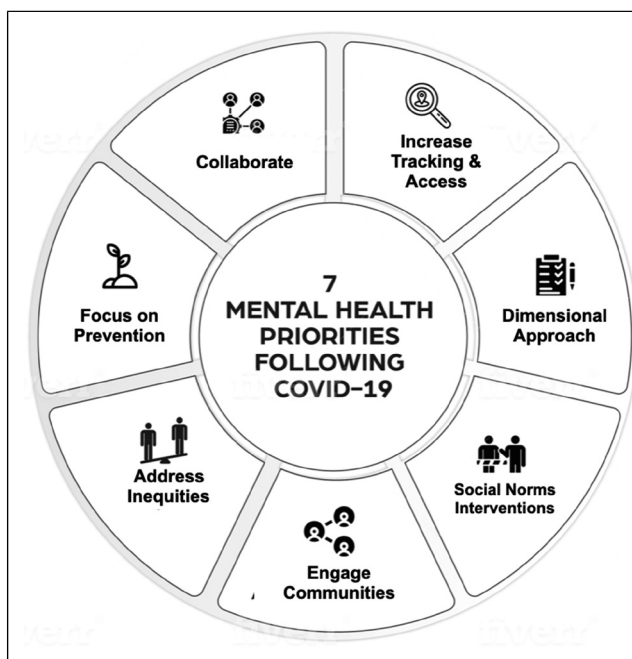 7
MENTAL HEALTH
PRIORITIES
FOLLOWING
COVID-19
Increase
Tracking &
Access
Dimensional
Approach
Social Norms
Interventions
Engage
Communities
Address
Inequities
Focus on
Prevention
Collaborate